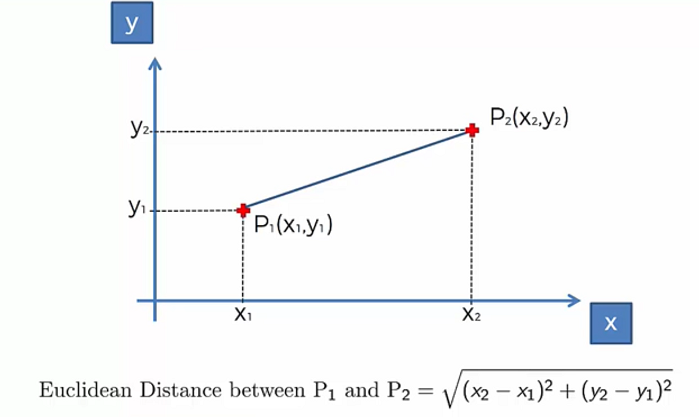 y
P₂(x₂,y₂)
y₂
y₁
P₁(x₁,y₁)
x₁
x₂
x
Euclidean Distance between P₁ and P₂ = √((x₂ − x₁)² + (y₂ − y₁)²)